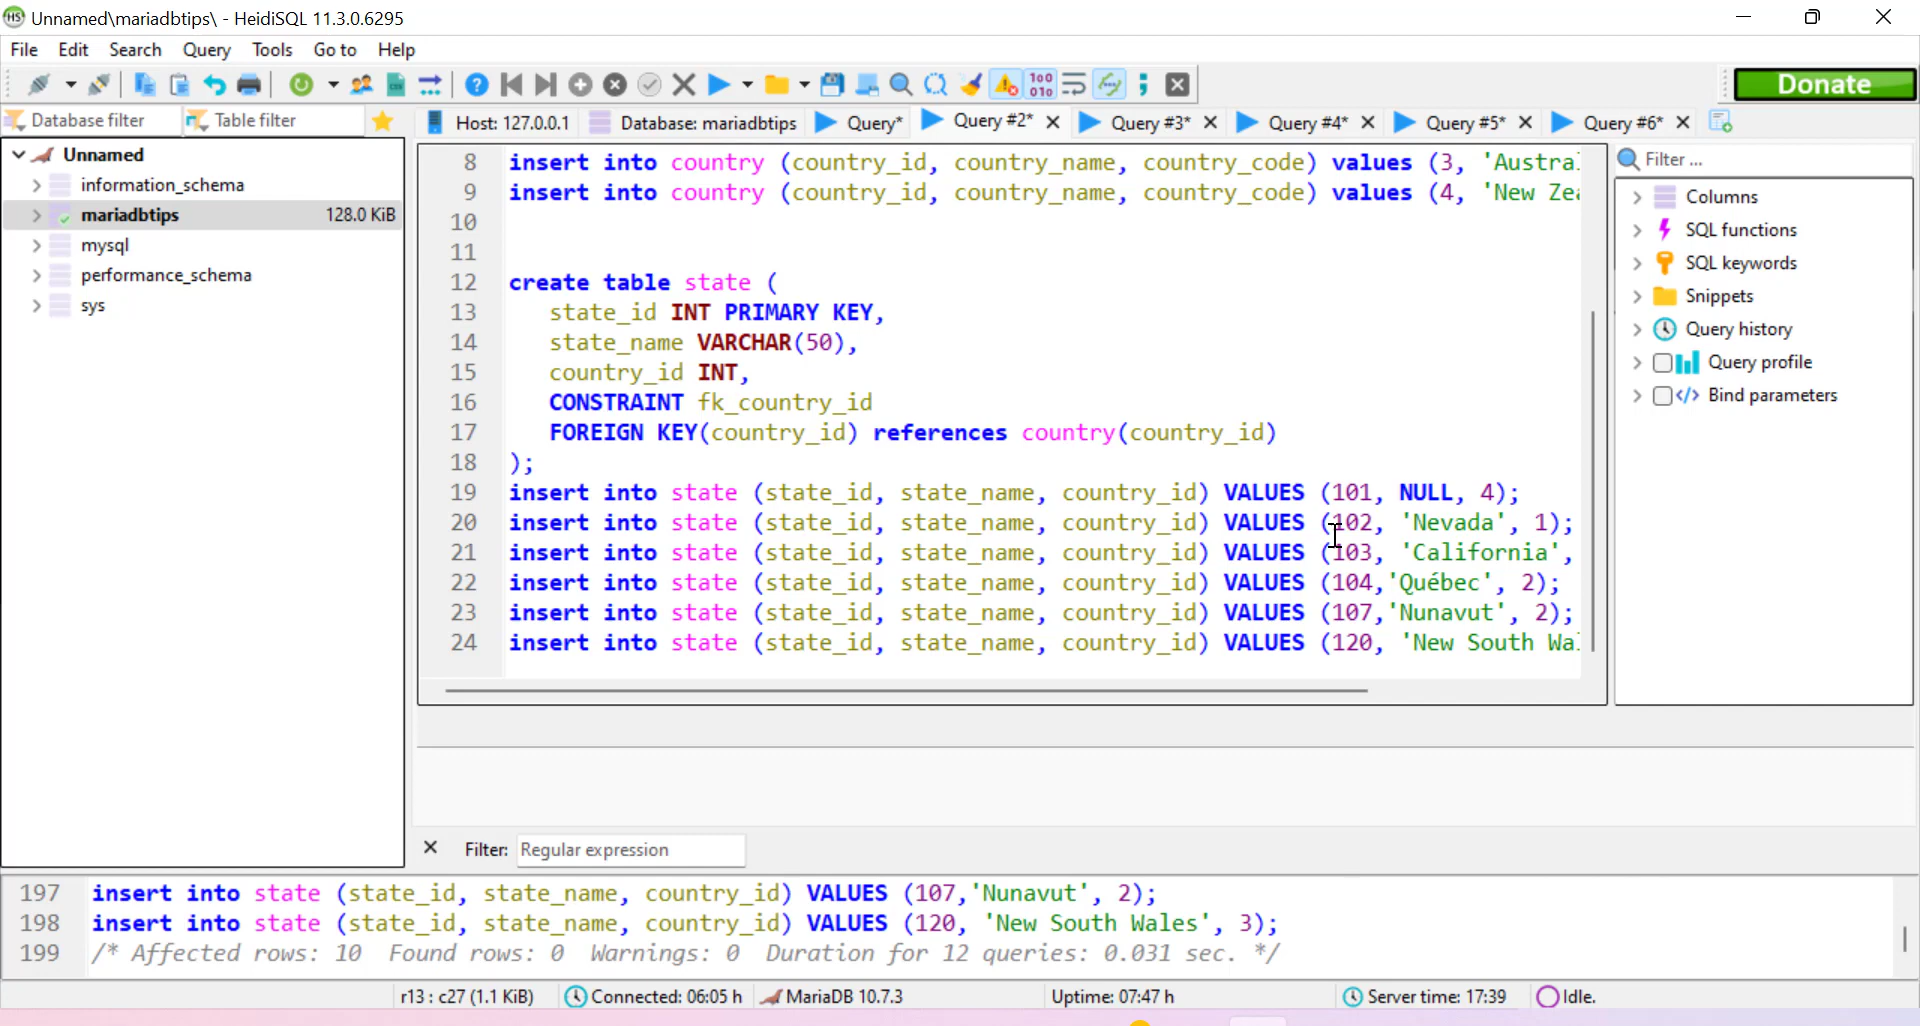 Unnamed\mariadbtips\ - HeidiSQL 11.3.0.6295
File Edit Search Query Tools Go to Help
Donate
Database filter Table filter
Host: 127.0.0.1 Database: mariadbtips Query* Query #2* Query #3* Query #4* Query #5* Query #6*
Unnamed
information_schema
mariadbtips 128.0 KiB
mysql
performance_schema
sys
8 insert into country (country_id, country_name, country_code) values (3, 'Austral
9 insert into country (country_id, country_name, country_code) values (4, 'New Zea
10
11
12 create table state (
13 state_id INT PRIMARY KEY,
14 state_name VARCHAR(50),
15 country_id INT,
16 CONSTRAINT fk_country_id
17 FOREIGN KEY(country_id) references country(country_id)
18 );
19 insert into state (state_id, state_name, country_id) VALUES (101, NULL, 4);
20 insert into state (state_id, state_name, country_id) VALUES (102, 'Nevada', 1);
21 insert into state (state_id, state_name, country_id) VALUES (103, 'California',
22 insert into state (state_id, state_name, country_id) VALUES (104,'Québec', 2);
23 insert into state (state_id, state_name, country_id) VALUES (107,'Nunavut', 2);
24 insert into state (state_id, state_name, country_id) VALUES (120, 'New South Wal
Filter ...
Columns
SQL functions
SQL keywords
Snippets
Query history
Query profile
Bind parameters
Filter: Regular expression
197 insert into state (state_id, state_name, country_id) VALUES (107,'Nunavut', 2);
198 insert into state (state_id, state_name, country_id) VALUES (120, 'New South Wales', 3);
199 /* Affected rows: 10 Found rows: 0 Warnings: 0 Duration for 12 queries: 0.031 sec. */
r13 : c27 (1.1 KiB) Connected: 06:05 h MariaDB 10.7.3 Uptime: 07:47 h Server time: 17:39 Idle.